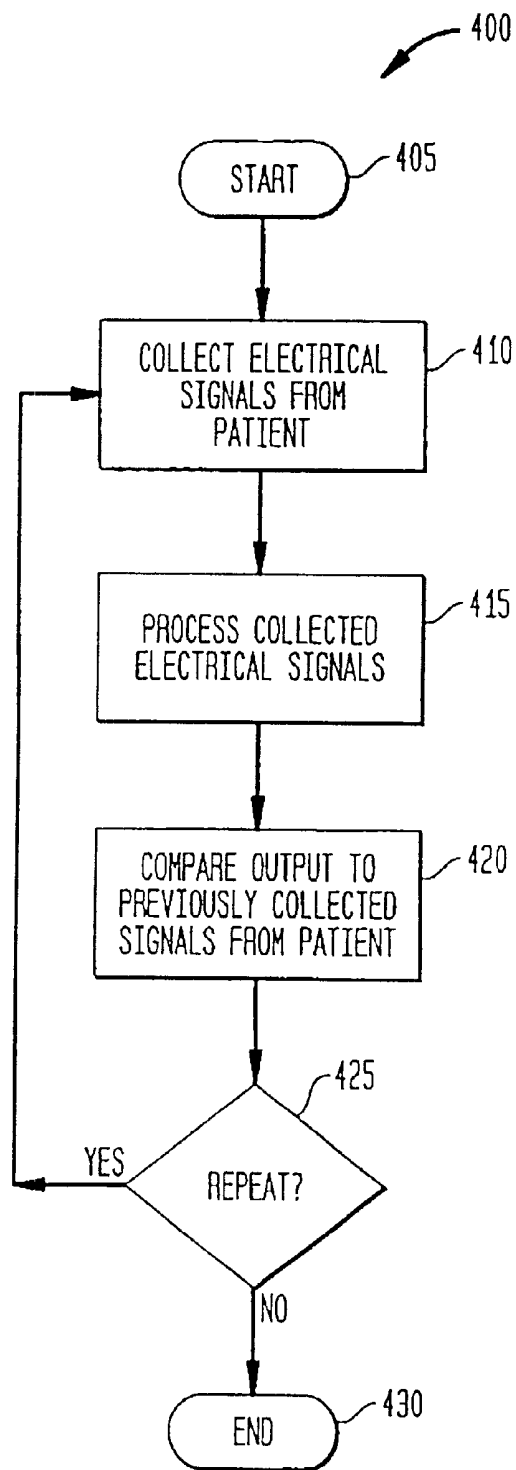 400
START
405
COLLECT ELECTRICAL
SIGNALS FROM
PATIENT
410
PROCESS COLLECTED
ELECTRICAL SIGNALS
415
COMPARE OUTPUT TO
PREVIOUSLY COLLECTED
SIGNALS FROM PATIENT
420
425
YES
REPEAT?
NO
END
430